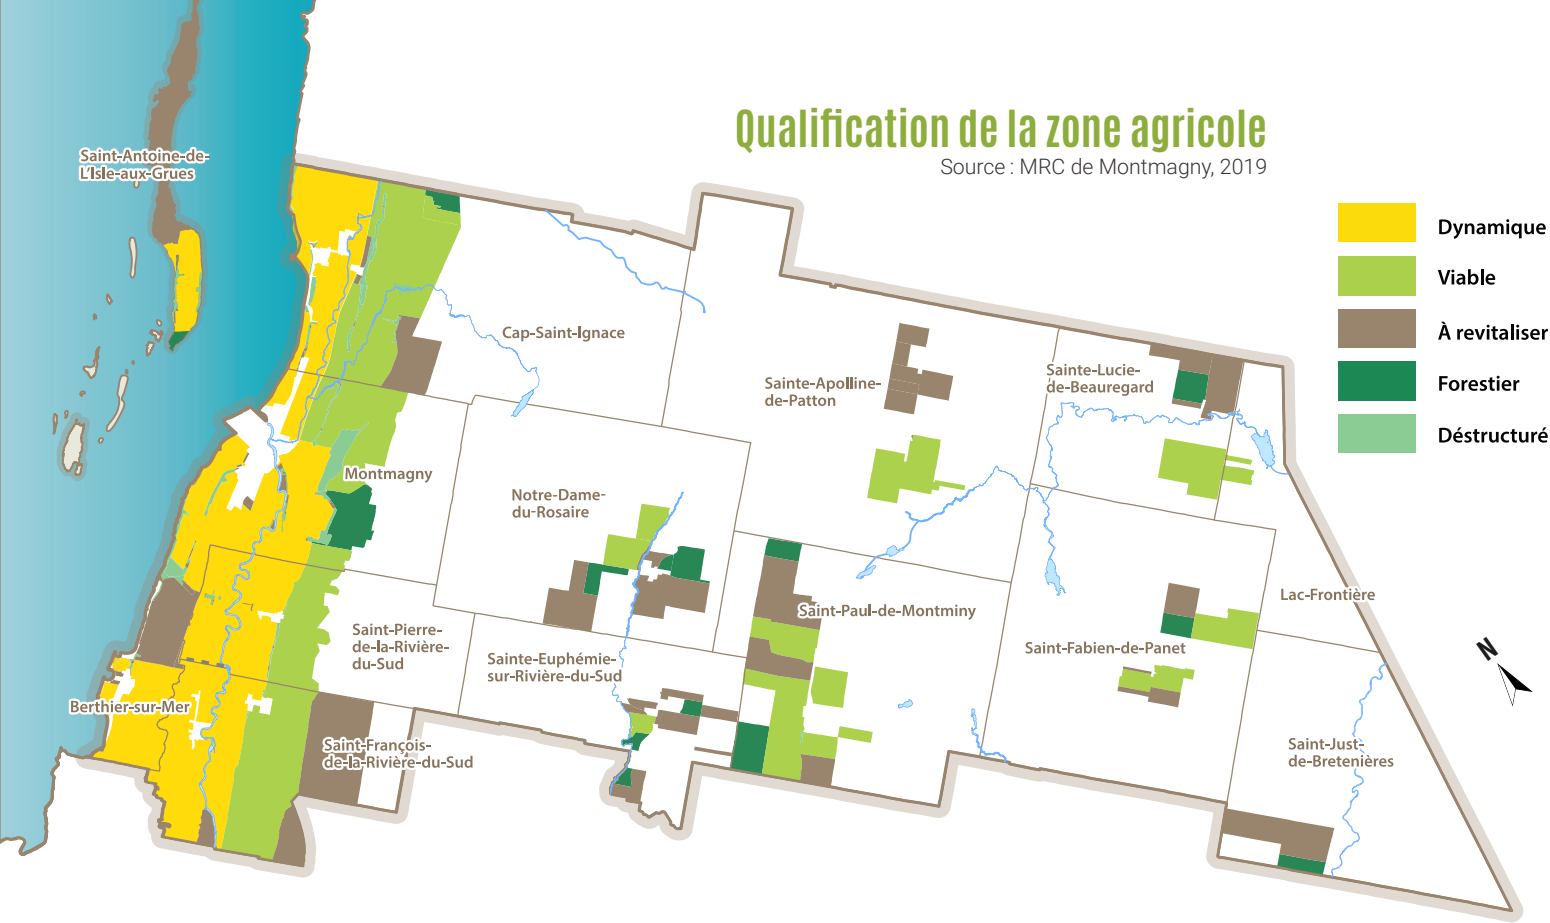 Qualification de la zone agricole
Source : MRC de Montmagny, 2019
Saint-Antoine-de-
L'Isle-aux-Grues
Dynamique
Viable
À revitaliser
Forestier
Déstructuré
Cap-Saint-Ignace
Sainte-Apolline-
de-Patton
Sainte-Lucie-
de-Beauregard
Montmagny
Notre-Dame-
du-Rosaire
Saint-Paul-de-Montminy
Lac-Frontière
Saint-Pierre-
de-la-Rivière-
du-Sud
Sainte-Euphémie-
sur-Rivière-du-Sud
Saint-Fabien-de-Panet
N
Berthier-sur-Mer
Saint-François-
de-la-Rivière-du-Sud
Saint-Just-
de-Bretenières